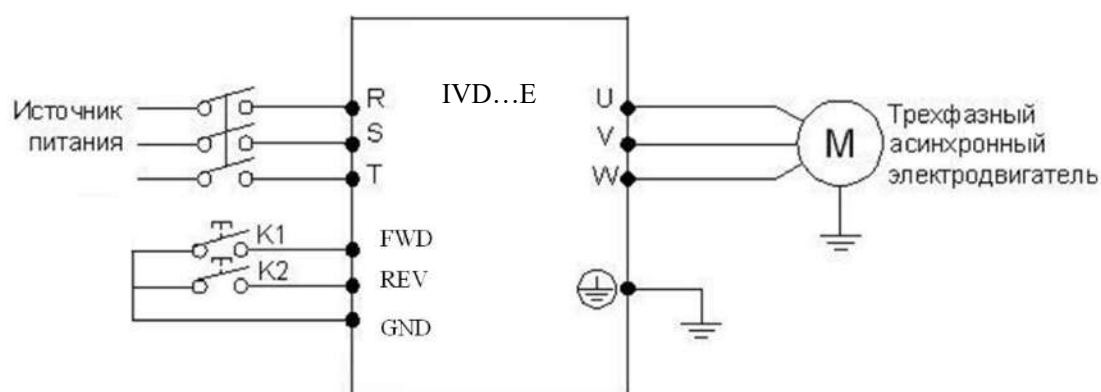 IVD…E
Источник
питания
R
S
T
U
V
W
M
Трехфазный
асинхронный
электродвигатель
K1
K2
FWD
REV
GND